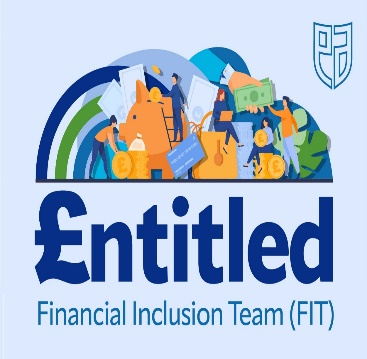 £ntitled
Financial Inclusion Team (FIT)